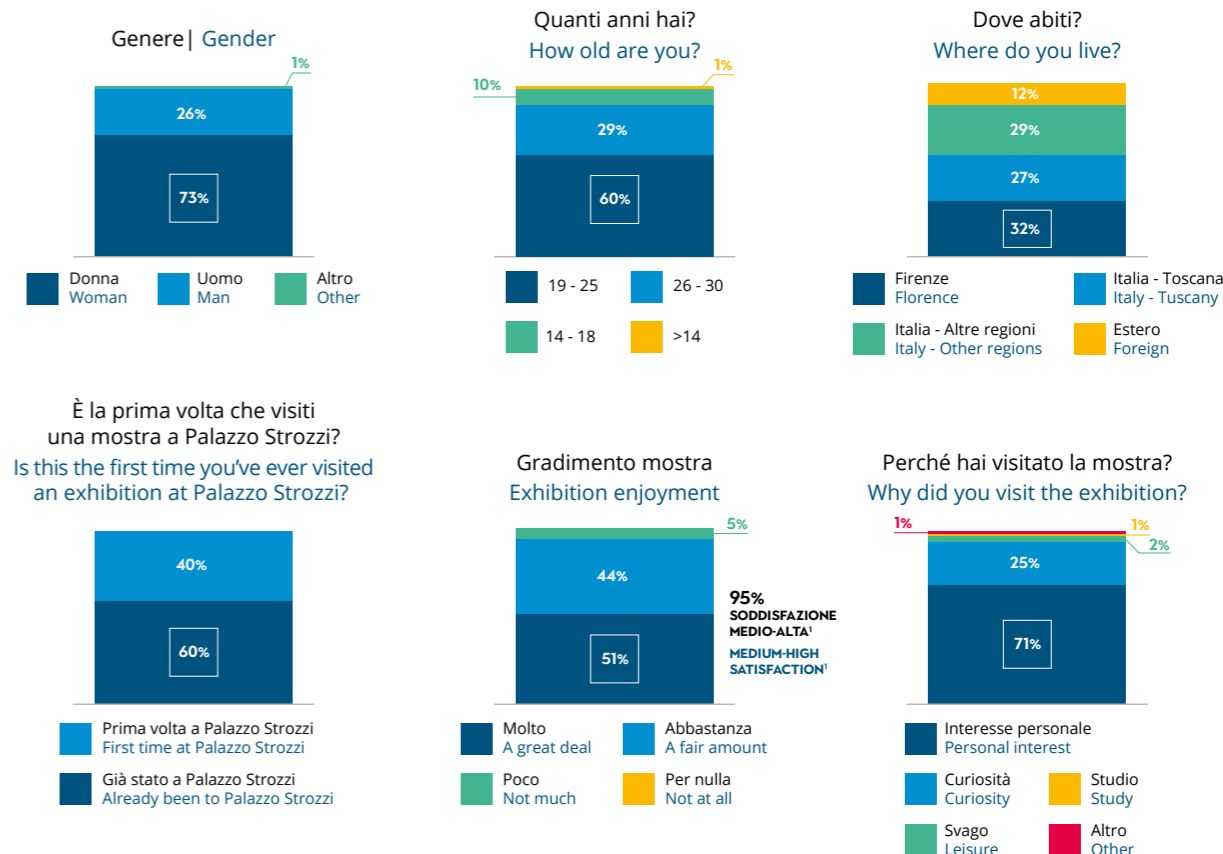 Genere| Gender
1%
26%
73%
Donna
Woman
Uomo
Man
Altro
Other
Quanti anni hai?
How old are you?
10%
1%
29%
60%
19 - 25
26 - 30
14 - 18
>14
Dove abiti?
Where do you live?
12%
29%
27%
32%
Firenze
Florence
Italia - Toscana
Italy - Tuscany
Italia - Altre regioni
Italy - Other regions
Estero
Foreign
È la prima volta che visiti
una mostra a Palazzo Strozzi?
Is this the first time you've ever visited
an exhibition at Palazzo Strozzi?
40%
60%
Prima volta a Palazzo Strozzi
First time at Palazzo Strozzi
Già stato a Palazzo Strozzi
Already been to Palazzo Strozzi
Gradimento mostra
Exhibition enjoyment
5%
44%
51%
95%
SODDISFAZIONE
MEDIO-ALTA¹
MEDIUM-HIGH
SATISFACTION¹
Molto
A great deal
Abbastanza
A fair amount
Poco
Not much
Per nulla
Not at all
Perché hai visitato la mostra?
Why did you visit the exhibition?
1%
1%
2%
25%
71%
Interesse personale
Personal interest
Curiosità
Curiosity
Studio
Study
Svago
Leisure
Altro
Other